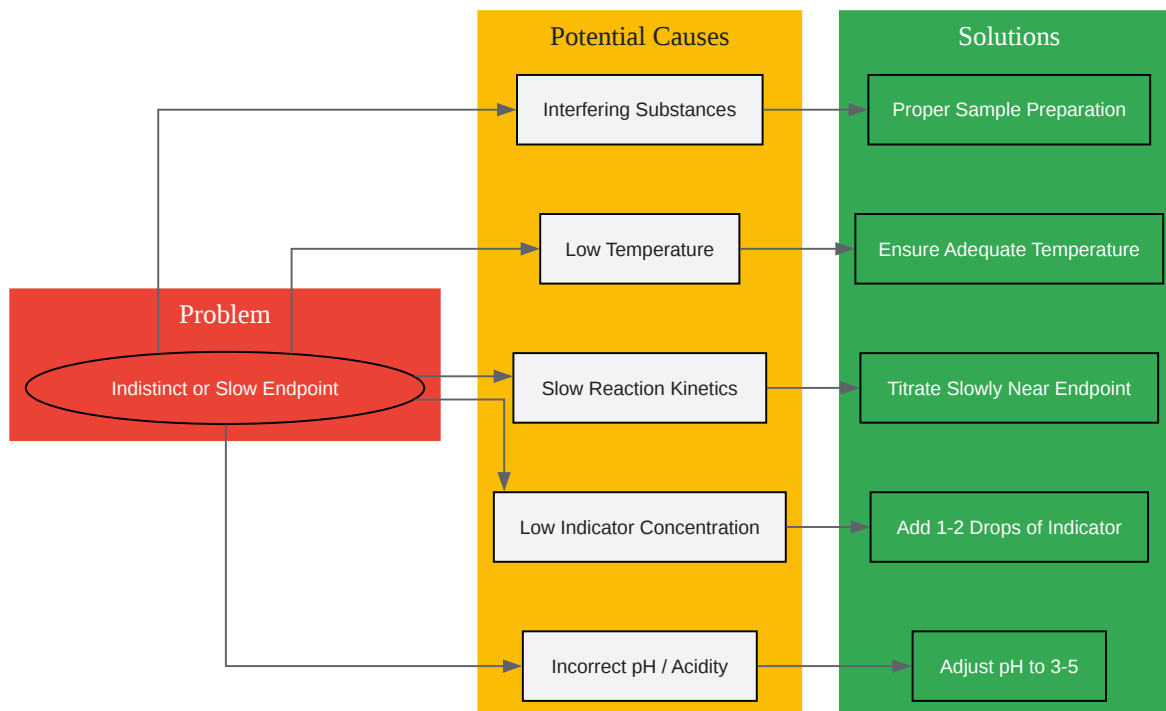 Potential Causes
Solutions
Interfering Substances
Proper Sample Preparation
Low Temperature
Ensure Adequate Temperature
Problem
Indistinct or Slow Endpoint
Slow Reaction Kinetics
Titrate Slowly Near Endpoint
Low Indicator Concentration
Add 1-2 Drops of Indicator
Incorrect pH / Acidity
Adjust pH to 3-5